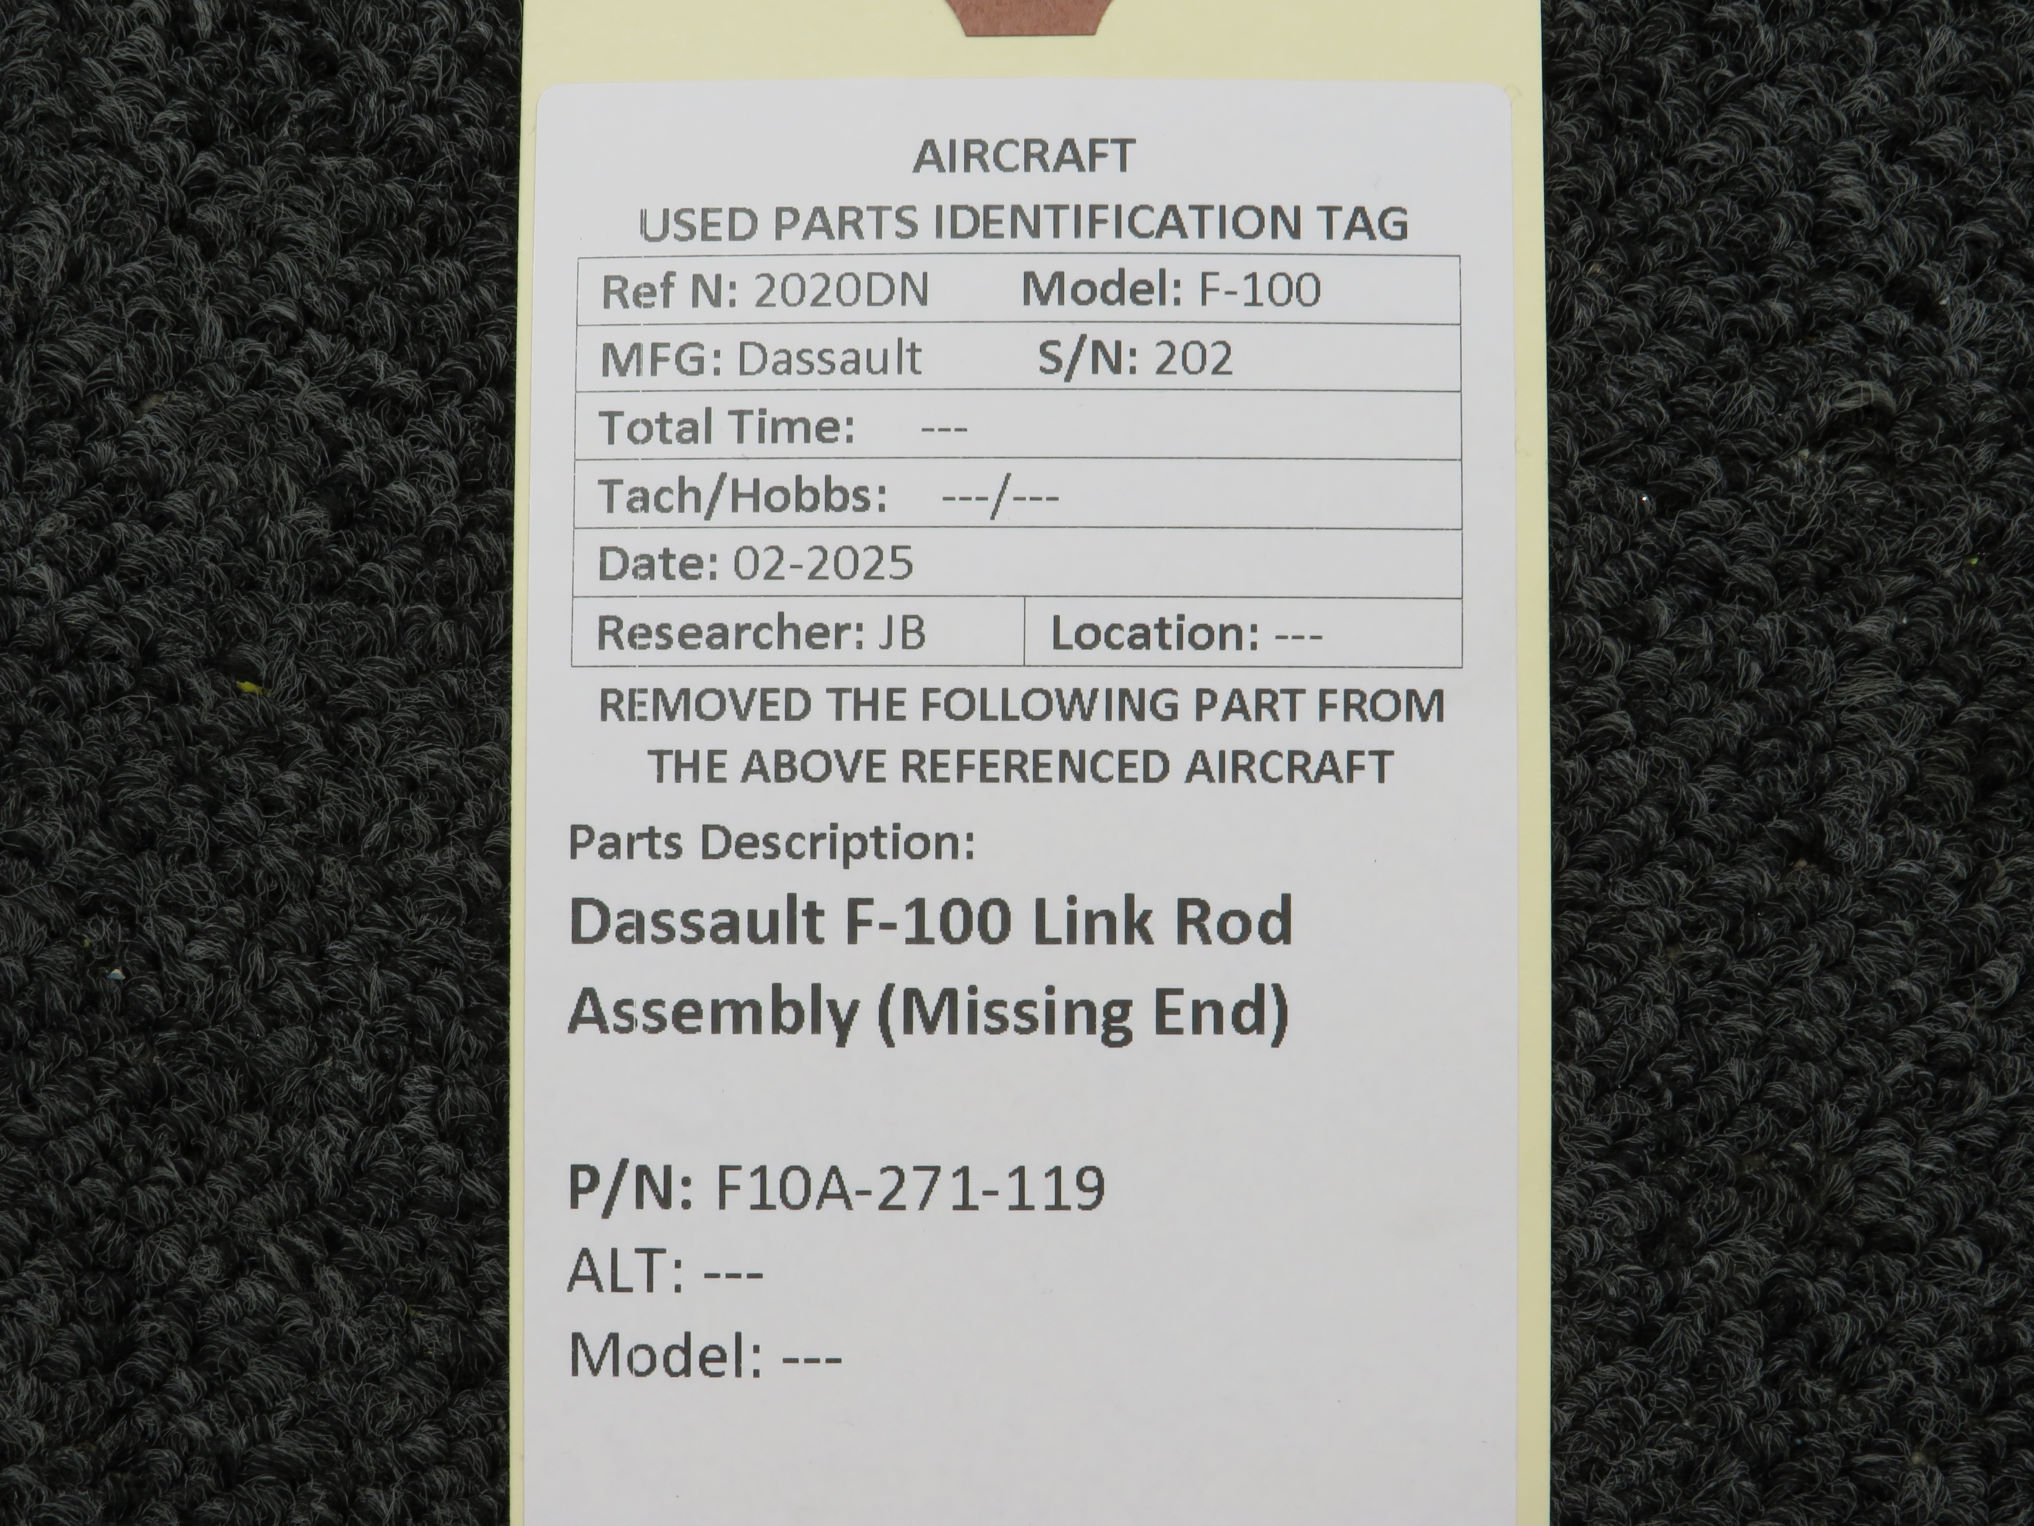 AIRCRAFT
USED PARTS IDENTIFICATION TAG
Ref N: 2020DN Model: F-100
MFG: Dassault S/N: 202
Total Time: ---
Tach/Hobbs: ---/---
Date: 02-2025
Researcher: JB Location: ---
REMOVED THE FOLLOWING PART FROM
THE ABOVE REFERENCED AIRCRAFT
Parts Description:
Dassault F-100 Link Rod
Assembly (Missing End)
P/N: F10A-271-119
ALT: ---
Model: ---